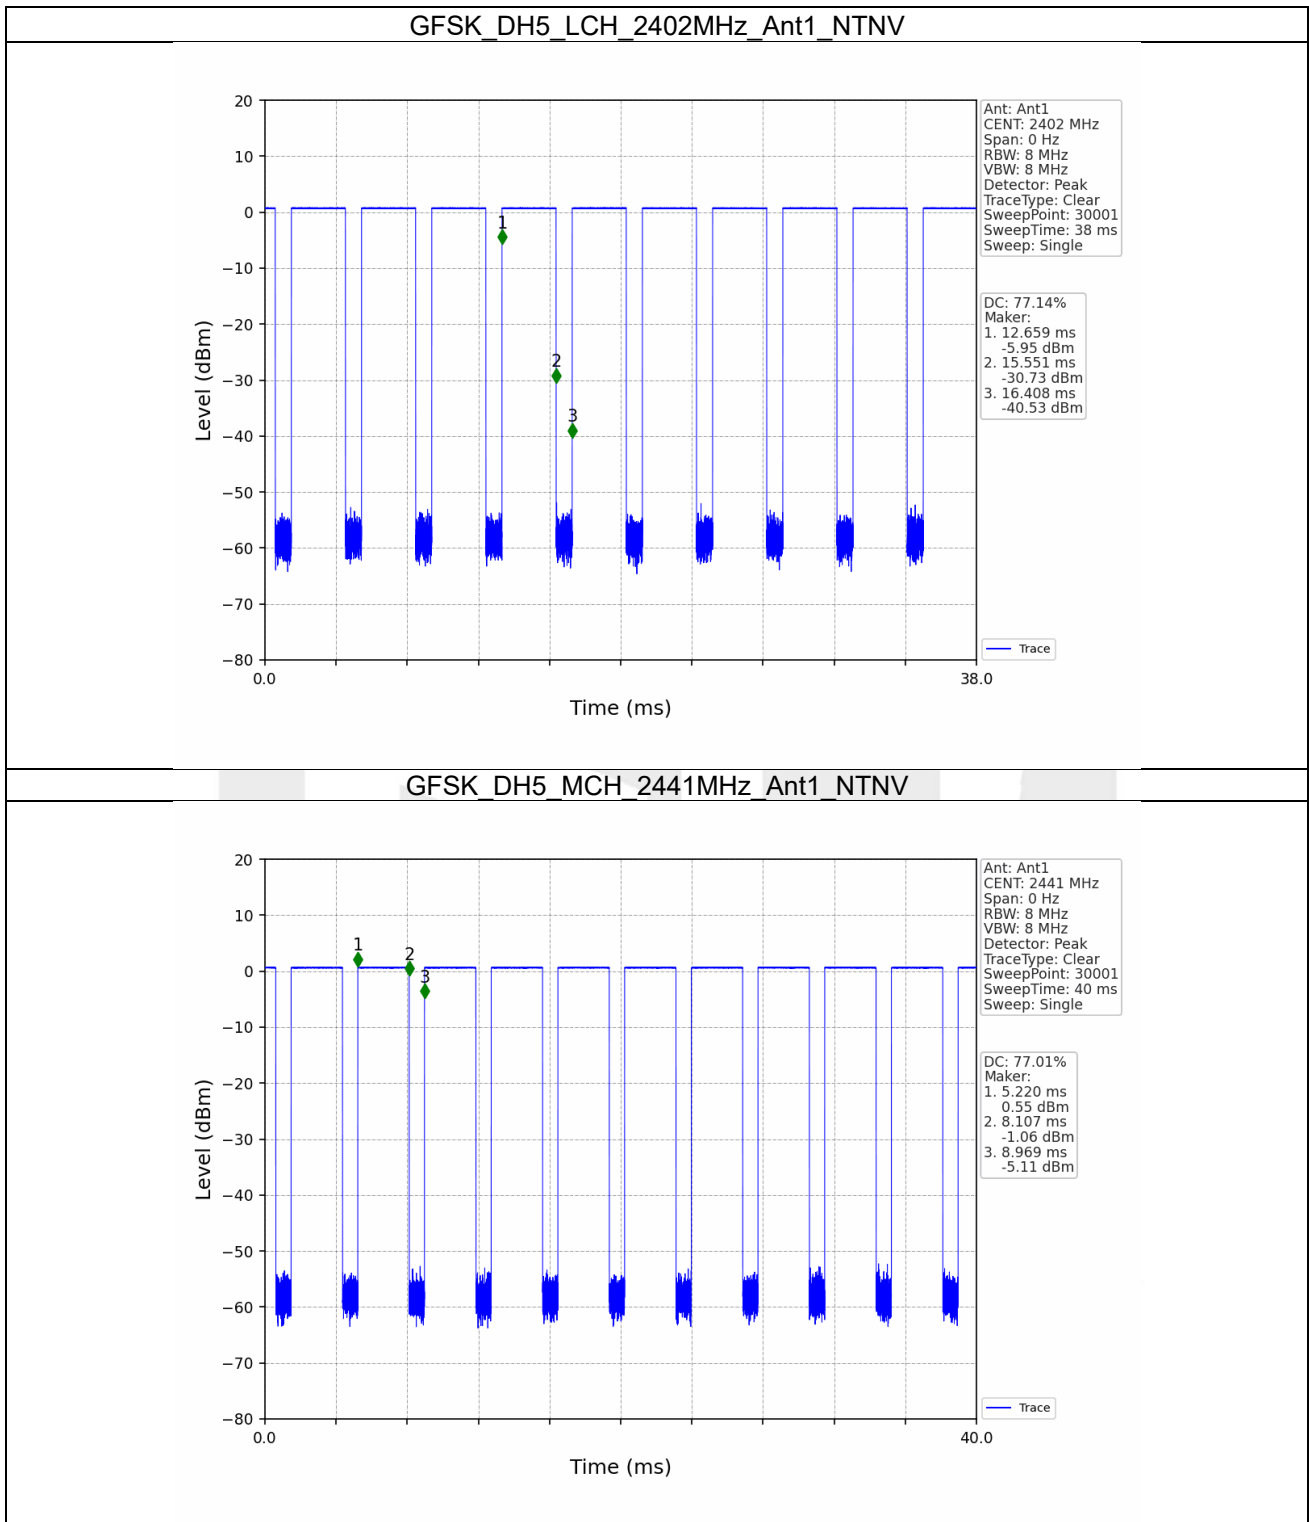 GFSK_DH5_LCH_2402MHz_Ant1_NTNV
20
10
0
−10
−20
−30
−40
−50
−60
−70
−80
Level (dBm)
1
2
3
0.0
38.0
Time (ms)
Ant: Ant1
CENT: 2402 MHz
Span: 0 Hz
RBW: 8 MHz
VBW: 8 MHz
Detector: Peak
TraceType: Clear
SweepPoint: 30001
SweepTime: 38 ms
Sweep: Single
DC: 77.14%
Maker:
1. 12.659 ms
-5.95 dBm
2. 15.551 ms
-30.73 dBm
3. 16.408 ms
-40.53 dBm
Trace
GFSK_DH5_MCH_2441MHz_Ant1_NTNV
20
10
0
−10
−20
−30
−40
−50
−60
−70
−80
Level (dBm)
1
2
3
0.0
40.0
Time (ms)
Ant: Ant1
CENT: 2441 MHz
Span: 0 Hz
RBW: 8 MHz
VBW: 8 MHz
Detector: Peak
TraceType: Clear
SweepPoint: 30001
SweepTime: 40 ms
Sweep: Single
DC: 77.01%
Maker:
1. 5.220 ms
0.55 dBm
2. 8.107 ms
-1.06 dBm
3. 8.969 ms
-5.11 dBm
Trace